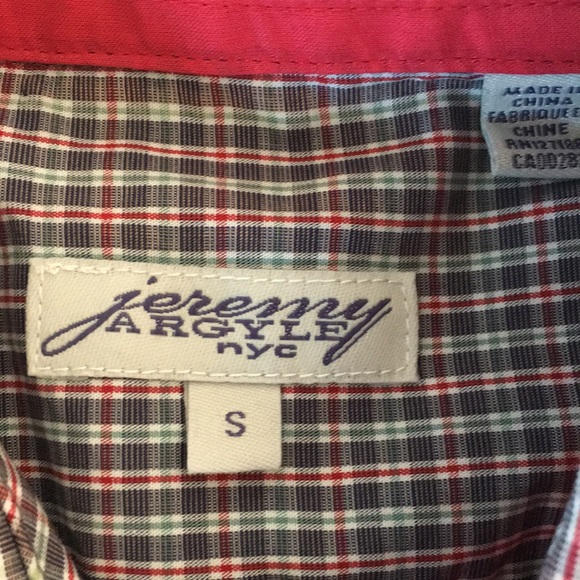 MADE IN
CHINA
FABRIQUE E
CHINE
jeremy
ARGYLE
nyc
S